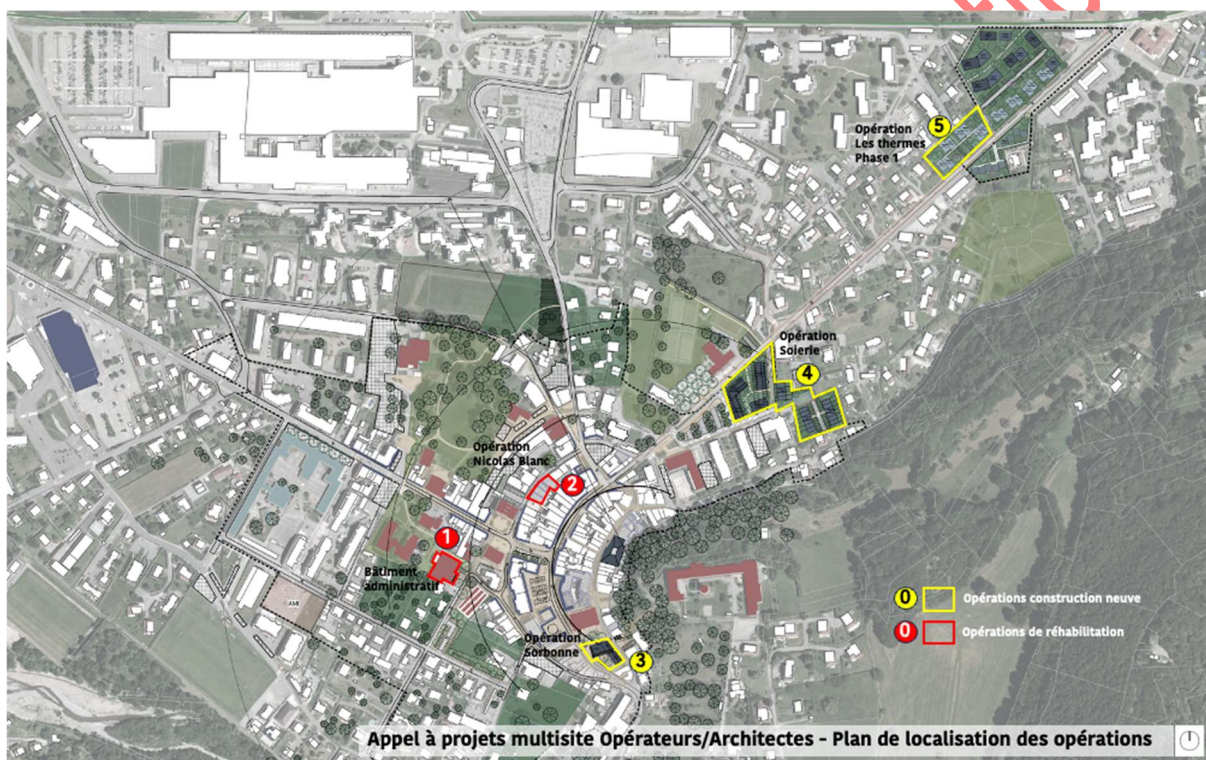 Opération
Les thermes
Phase 1
5
Opération
Soierie
4
Opération
Nicolas Blanc
2
1
Bâtiment
administratif
AMI
Opération
Sorbonne
3
0 Opérations construction neuve
0 Opérations de réhabilitation
Appel à projets multisite Opérateurs/Architectes - Plan de localisation des opérations